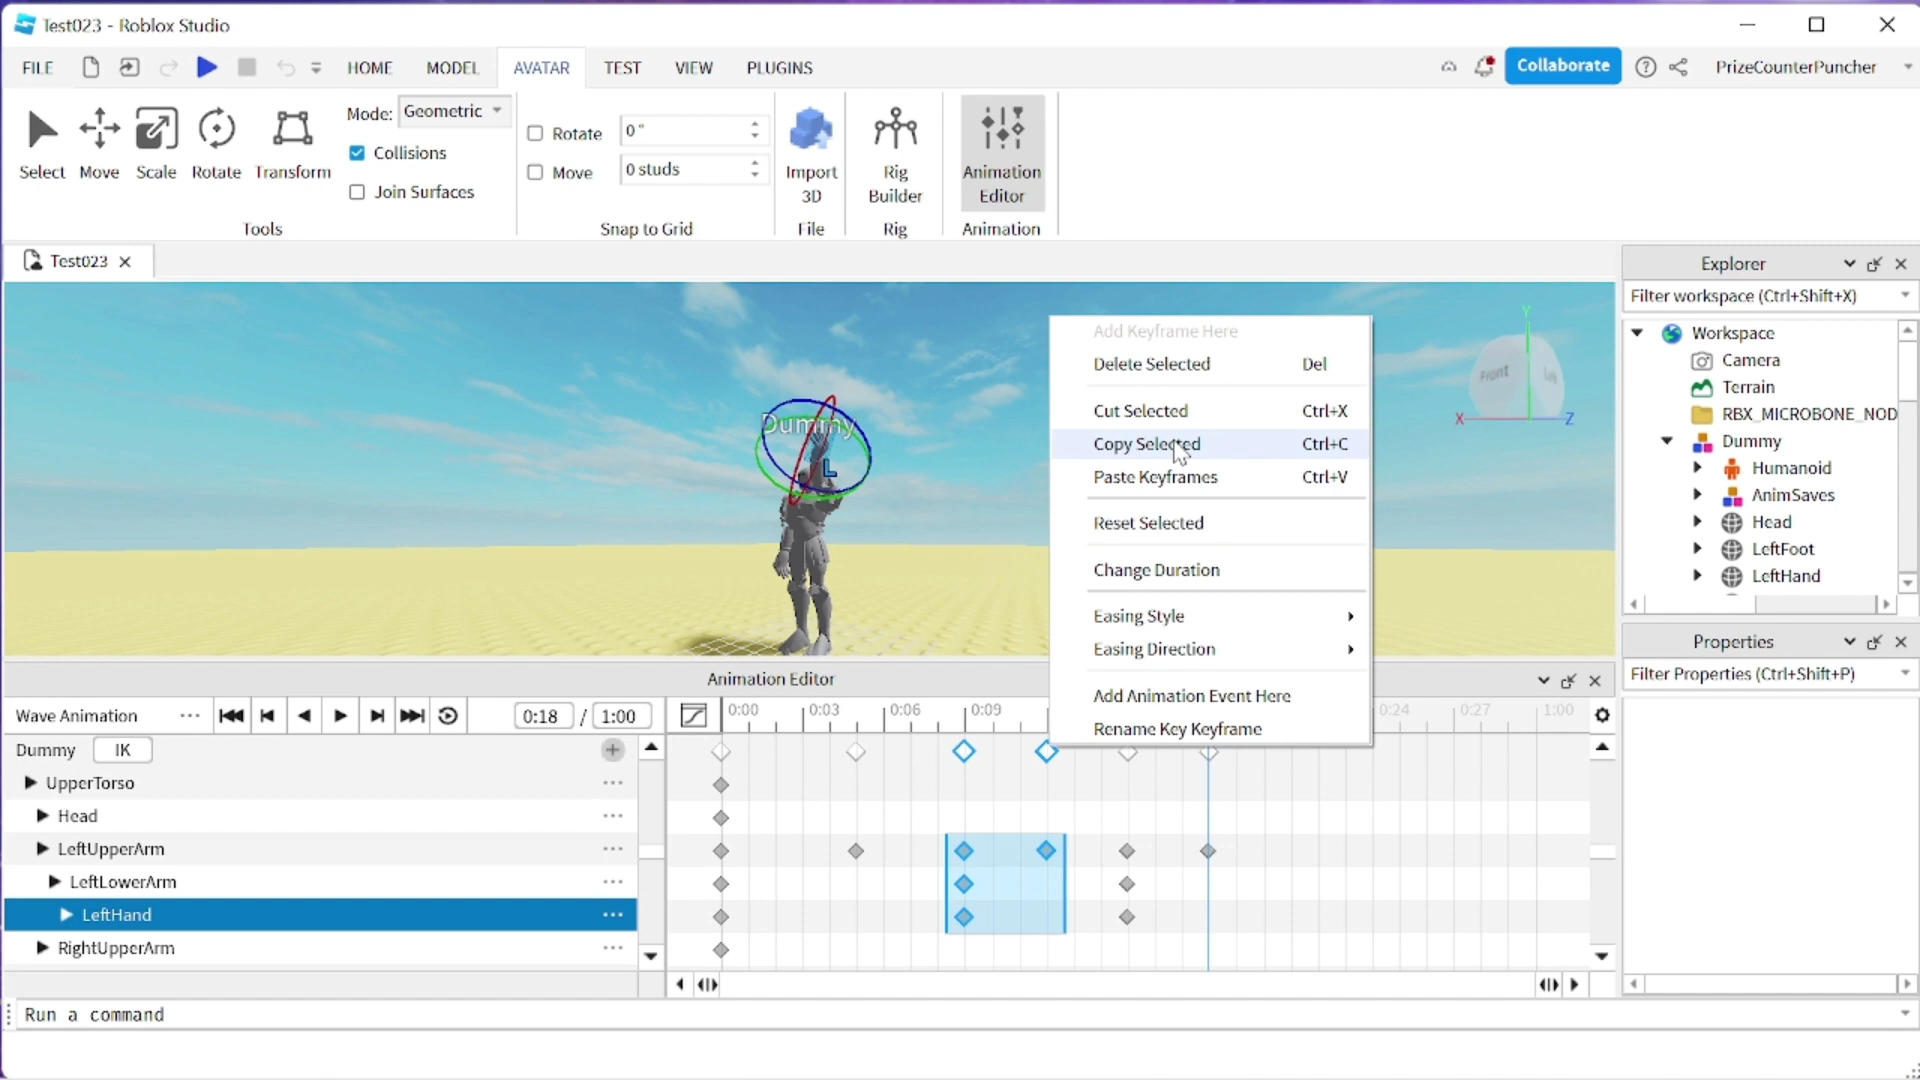 Test023 - Roblox Studio
FILE HOME MODEL AVATAR TEST VIEW PLUGINS Collaborate PrizeCounterPuncher
Select Move Scale Rotate Transform
Mode: Geometric
Collisions
Join Surfaces
Tools
Rotate 0 °
Move 0 studs
Snap to Grid
Import
3D
File
Rig
Builder
Rig
Animation
Editor
Animation
Test023
Dummy
L
Add Keyframe Here
Delete Selected Del
Cut Selected Ctrl+X
Copy Selected Ctrl+C
Paste Keyframes Ctrl+V
Reset Selected
Change Duration
Easing Style
Easing Direction
Add Animation Event Here
Rename Key Keyframe
Y
Front
X
Z
Explorer
Filter workspace (Ctrl+Shift+X)
Workspace
Camera
Terrain
RBX_MICROBONE_NOD
Dummy
Humanoid
AnimSaves
Head
LeftFoot
LeftHand
Properties
Filter Properties (Ctrl+Shift+P)
Animation Editor
Wave Animation ... 0:18 / 1:00
0:00 0:03 0:06 0:09 0:24 0:27 1:00
Dummy IK
UpperTorso ...
Head ...
LeftUpperArm ...
LeftLowerArm ...
LeftHand ...
RightUpperArm ...
Run a command